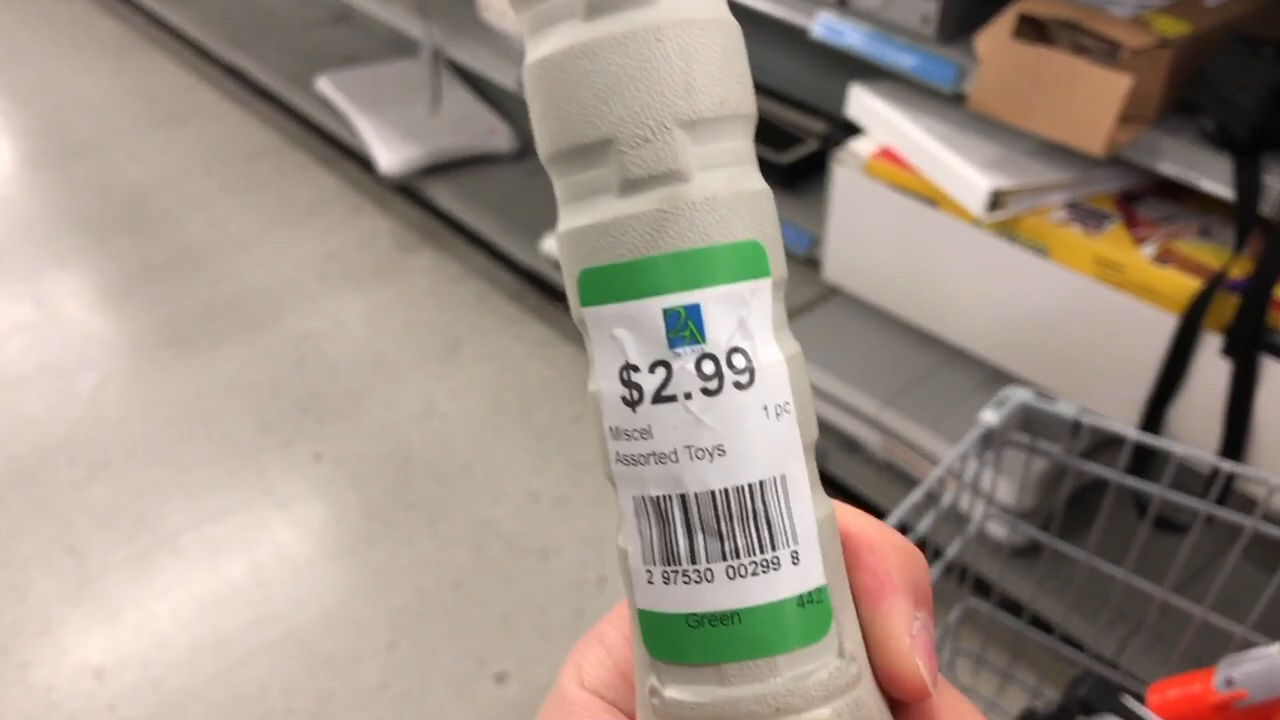 $2.99
1 pc
Miscel
Assorted Toys
2 97530 00299 8
442
Green